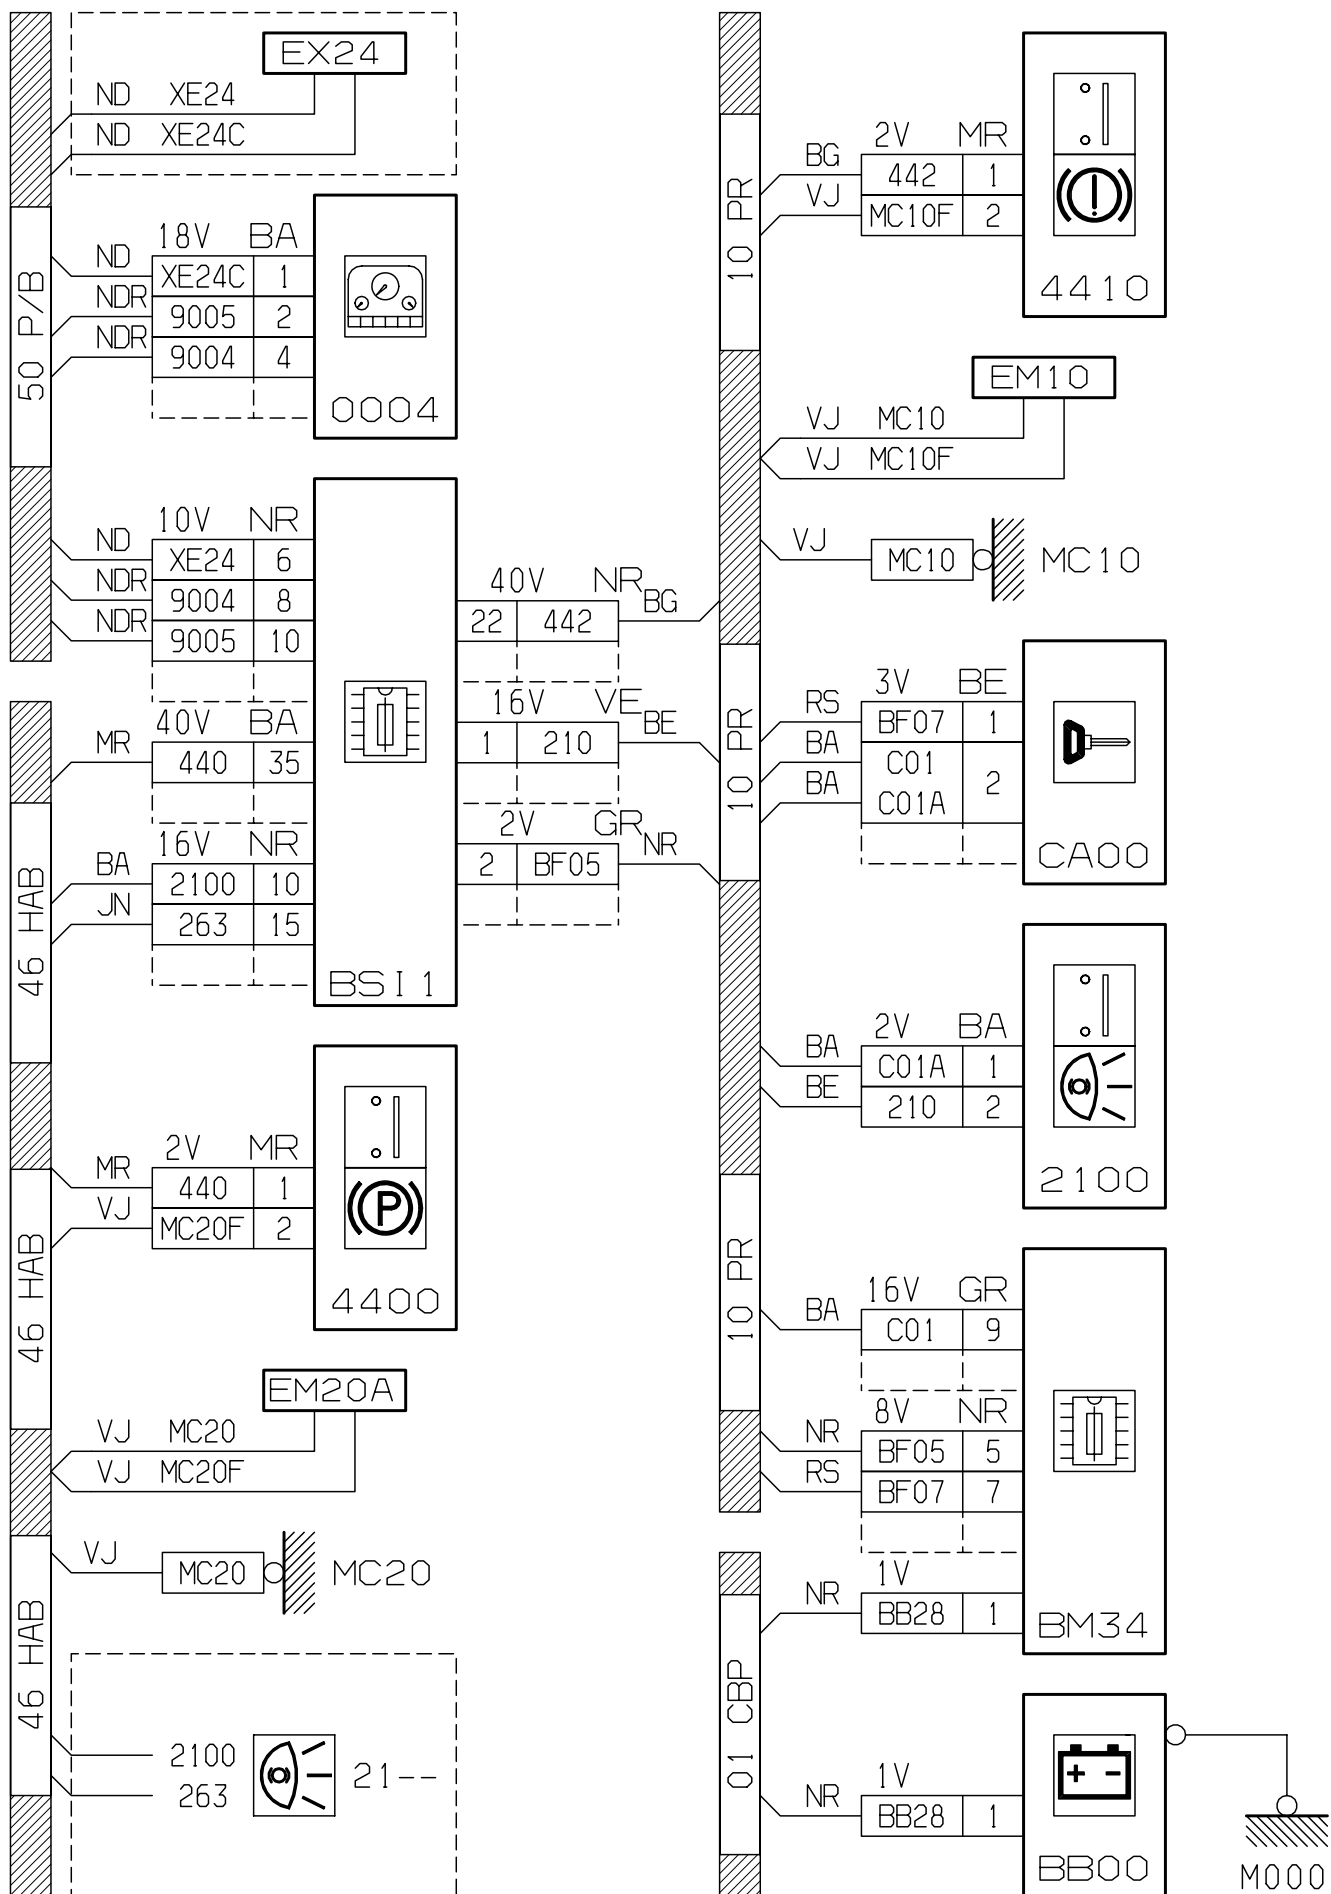 EX24
ND XE24
ND XE24C
50 P/B
18V BA
ND XE24C 1
NDR 9005 2
NDR 9004 4
0004
10V NR
ND XE24 6
NDR 9004 8
NDR 9005 10
40V BA
MR 440 35
46 HAB
16V NR
BA 2100 10
JN 263 15
BSI1
40V NR
22 442 BG
16V VE
1 210 BE
2V GR
2 BF05 NR
46 HAB
2V MR
MR 440 1
VJ MC20F 2
P
4400
EM20A
VJ MC20
VJ MC20F
46 HAB
VJ MC20 MC20
2100
263
21--
10 PR
2V MR
BG 442 1
VJ MC10F 2
4410
EM10
VJ MC10
VJ MC10F
VJ MC10 MC10
10 PR
3V BE
RS BF07 1
BA C01 2
BA C01A
CA00
2V BA
BA C01A 1
BE 210 2
2100
10 PR
16V GR
BA C01 9
8V NR
NR BF05 5
RS BF07 7
1V
NR BB28 1
BM34
01 CBP
1V
NR BB28 1
+ -
BB00
M000